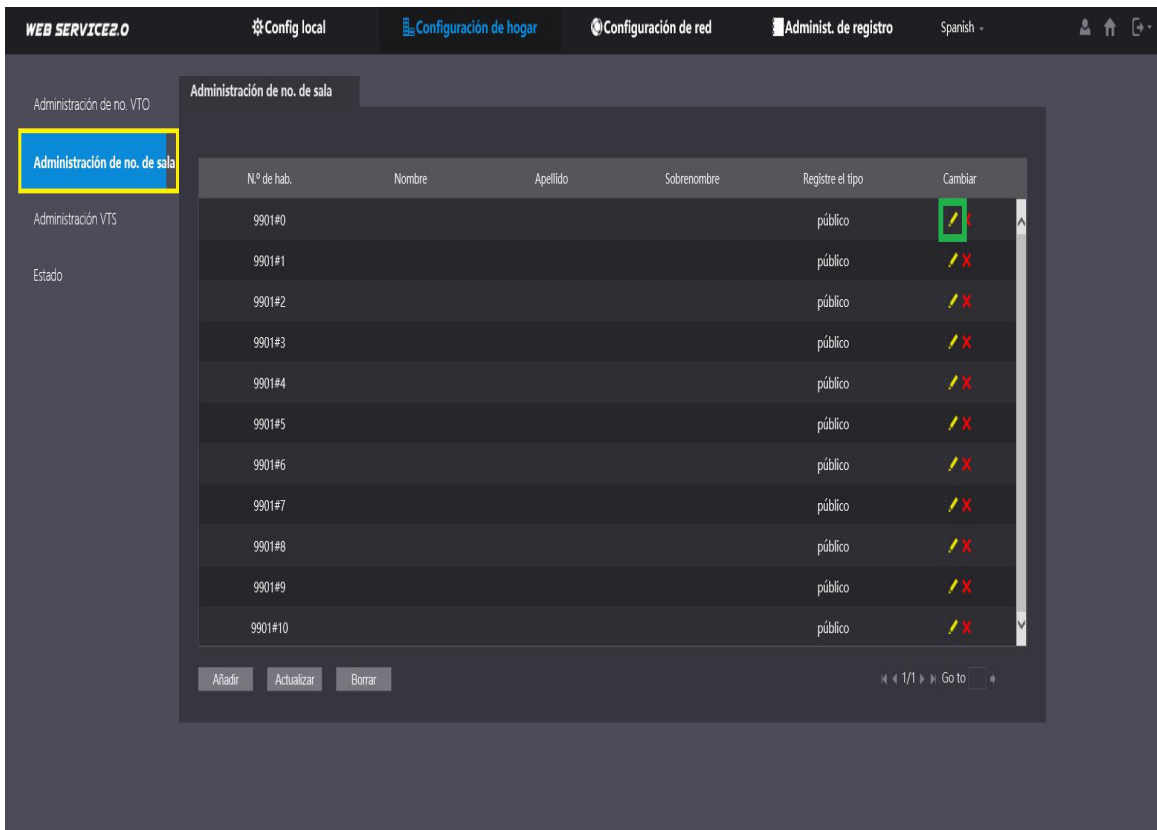 WEB SERVICE2.0 Config local Configuración de hogar Configuración de red Administ. de registro Spanish
Administración de no. VTO
Administración de no. de sala
Administración VTS
Estado
Administración de no. de sala
N.º de hab. Nombre Apellido Sobrenombre Registre el tipo Cambiar
9901#0 público
9901#1 público
9901#2 público
9901#3 público
9901#4 público
9901#5 público
9901#6 público
9901#7 público
9901#8 público
9901#9 público
9901#10 público
Añadir Actualizar Borrar 1/1 Go to